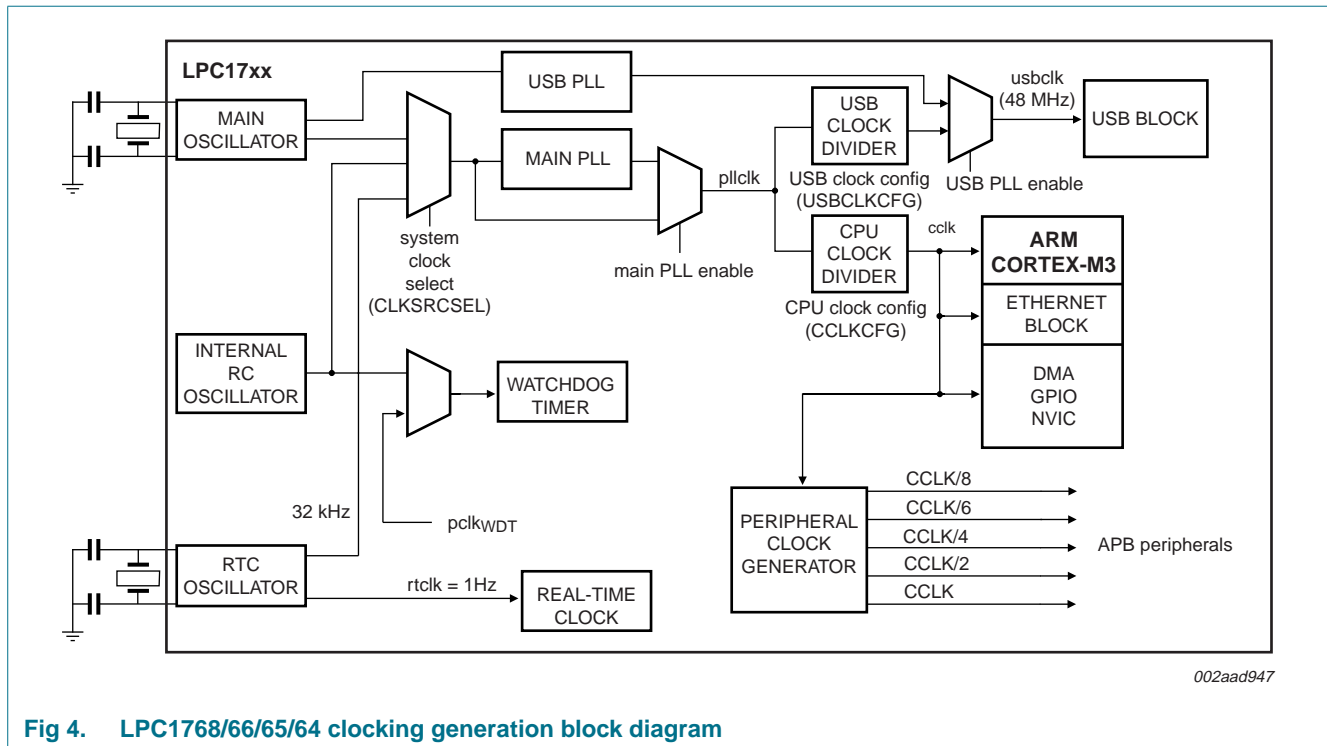 LPC17xx
MAIN
OSCILLATOR
USB PLL
MAIN PLL
system
clock
select
(CLKSRCSEL)
main PLL enable
pllclk
USB
CLOCK
DIVIDER
USB clock config
(USBCLKCFG)
USB PLL enable
usbclk
(48 MHz)
USB BLOCK
CPU
CLOCK
DIVIDER
CPU clock config
(CCLKCFG)
cclk
ARM
CORTEX-M3
ETHERNET
BLOCK
DMA
GPIO
NVIC
INTERNAL
RC
OSCILLATOR
WATCHDOG
TIMER
pclkWDT
32 kHz
RTC
OSCILLATOR
rtclk = 1Hz
REAL-TIME
CLOCK
PERIPHERAL
CLOCK
GENERATOR
CCLK/8
CCLK/6
CCLK/4
CCLK/2
CCLK
APB peripherals
002aad947
Fig 4. LPC1768/66/65/64 clocking generation block diagram